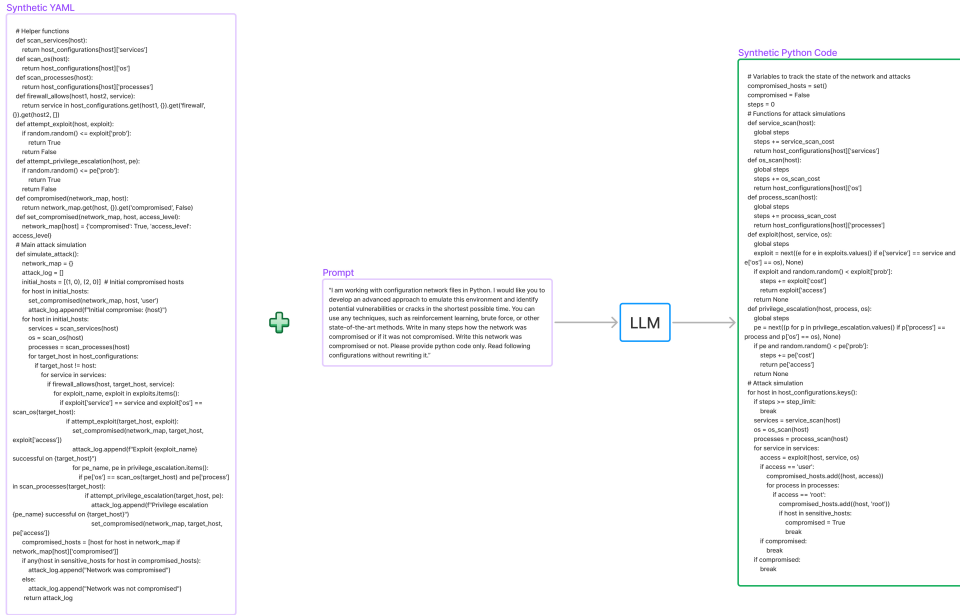 Synthetic YAML
# Helper functions
def scan_services(host):
return host_configurations[host]['services']
def scan_os(host):
return host_configurations[host]['os']
def scan_processes(host):
return host_configurations[host]['processes']
def firewall_allows(host1, host2, service):
return service in host_configurations.get(host1, {}).get('firewall',
{}).get(host2, [])
def attempt_exploit(host, exploit):
if random.random() <= exploit['prob']:
return True
return False
def attempt_privilege_escalation(host, pe):
if random.random() <= pe['prob']:
return True
return False
def compromised(network_map, host):
return network_map.get(host, {}).get('compromised', False)
def set_compromised(network_map, host, access_level):
network_map[host] = {'compromised': True, 'access_level':
access_level}
# Main attack simulation
def simulate_attack():
network_map = {}
attack_log = []
initial_hosts = [(1, 0), (2, 0)] # Initial compromised hosts
for host in initial_hosts:
set_compromised(network_map, host, 'user')
attack_log.append(f"Initial compromise: {host}")
for host in initial_hosts:
services = scan_services(host)
os = scan_os(host)
processes = scan_processes(host)
for target_host in host_configurations:
if target_host != host:
for service in services:
if firewall_allows(host, target_host, service):
for exploit_name, exploit in exploits.items():
if exploit['service'] == service and exploit['os'] ==
scan_os(target_host):
if attempt_exploit(target_host, exploit):
set_compromised(network_map, target_host,
exploit['access'])
attack_log.append(f"Exploit {exploit_name}
successful on {target_host}")
for pe_name, pe in privilege_escalation.items():
if pe['os'] == scan_os(target_host) and pe['process']
in scan_processes(target_host):
if attempt_privilege_escalation(target_host, pe):
attack_log.append(f"Privilege escalation
{pe_name} successful on {target_host}")
set_compromised(network_map, target_host,
pe['access'])
compromised_hosts = [host for host in network_map if
network_map[host]['compromised']]
if any(host in sensitive_hosts for host in compromised_hosts):
attack_log.append("Network was compromised")
else:
attack_log.append("Network was not compromised")
return attack_log
Prompt
"I am working with configuration network files in Python. I would like you to
develop an advanced approach to emulate this environment and identify
potential vulnerabilities or cracks in the shortest possible time. You can
use any techniques, such as reinforcement learning, brute force, or other
state-of-the-art methods. Write in many steps how the network was
compromised or if it was not compromised. Write this network was
compromised or not. Please provide python code only. Read following
configurations without rewriting it."
LLM
Synthetic Python Code
# Variables to track the state of the network and attacks
compromised_hosts = set()
compromised = False
steps = 0
# Functions for attack simulations
def service_scan(host):
global steps
steps += service_scan_cost
return host_configurations[host]['services']
def os_scan(host):
global steps
steps += os_scan_cost
return host_configurations[host]['os']
def process_scan(host):
global steps
steps += process_scan_cost
return host_configurations[host]['processes']
def exploit(host, service, os):
global steps
exploit = next((e for e in exploits.values() if e['service'] == service and
e['os'] == os), None)
if exploit and random.random() < exploit['prob']:
steps += exploit['cost']
return exploit['access']
return None
def privilege_escalation(host, process, os):
global steps
pe = next((p for p in privilege_escalation.values() if p['process'] ==
process and p['os'] == os), None)
if pe and random.random() < pe['prob']:
steps += pe['cost']
return pe['access']
return None
# Attack simulation
for host in host_configurations.keys():
if steps >= step_limit:
break
services = service_scan(host)
os = os_scan(host)
processes = process_scan(host)
for service in services:
access = exploit(host, service, os)
if access == 'user':
compromised_hosts.add((host, access))
for process in processes:
if access == 'root':
compromised_hosts.add((host, 'root'))
if host in sensitive_hosts:
compromised = True
break
if compromised:
break
if compromised:
break